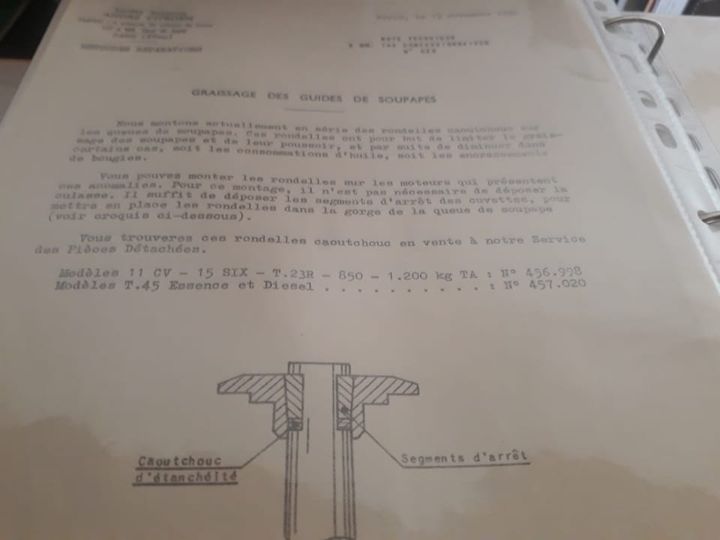 ANDRE CITROEN
METHODES REPARATIONS
NOTE TECHNIQUE
GRAISSAGE DES GUIDES DE SOUPAPES
Nous montons actuellement en série des rondelles caoutchouc sur
les queues de soupapes. Ces rondelles ont pour but de limiter le grais-
sage des soupapes et de leur poussoir, et par suite de diminuer dans
certains cas, soit les consommations d'huile, soit les encrassements
de bougies.
Vous pouvez monter les rondelles sur les moteurs qui présentent
ces anomalies. Pour ce montage, il n'est pas nécessaire de déposer la
culasse. Il suffit de déposer les segments d'arrêt des cuvettes, pour
mettre en place les rondelles dans la gorge de la queue de soupape
(voir croquis ci-dessous).
Vous trouverez ces rondelles caoutchouc en vente à notre Service
des Pièces Détachées.
Modèles 11 CV - 15 SIX - T.23R - 850 - 1.200 kg TA : N° 456.998
Modèles T.45 Essence et Diesel . . . . . . . . . . : N° 457.020
Caoutchouc
d'étanchéité
Segments d'arrêt